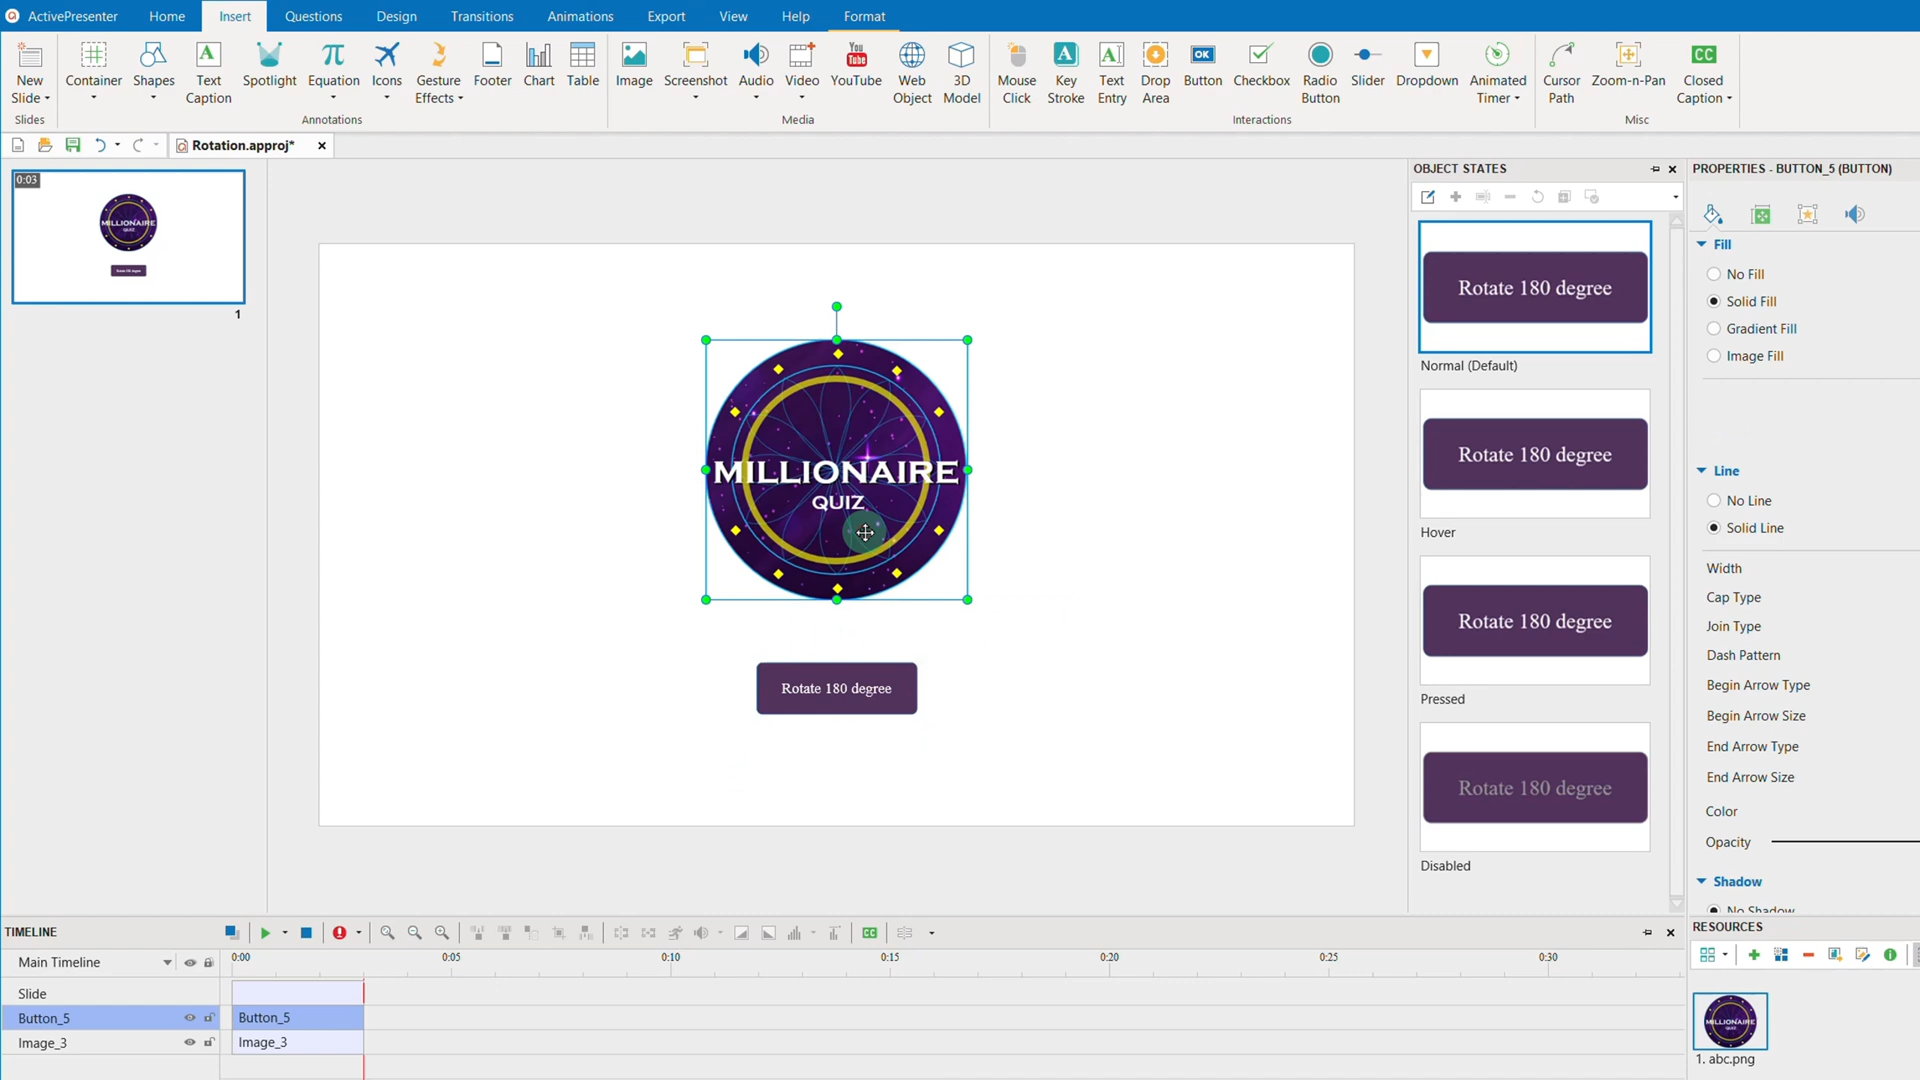 ActivePresenter Home Insert Questions Design Transitions Animations Export View Help Format
New Slide Container Shapes Text Caption Spotlight Equation Icons Gesture Effects Footer Chart Table Image Screenshot Audio Video YouTube Web Object 3D Model Mouse Click Key Stroke Text Entry Drop Area Button Checkbox Radio Button Slider Dropdown Animated Timer Cursor Path Zoom-n-Pan Closed Caption
Slides Annotations Media Interactions Misc
Rotation.approj*
0:03
MILLIONAIRE
QUIZ
1
MILLIONAIRE
QUIZ
Rotate 180 degree
OBJECT STATES
Rotate 180 degree
Normal (Default)
Rotate 180 degree
Hover
Rotate 180 degree
Pressed
Rotate 180 degree
Disabled
PROPERTIES - BUTTON_5 (BUTTON)
Fill
No Fill
Solid Fill
Gradient Fill
Image Fill
Line
No Line
Solid Line
Width
Cap Type
Join Type
Dash Pattern
Begin Arrow Type
Begin Arrow Size
End Arrow Type
End Arrow Size
Color
Opacity
Shadow
No Shadow
TIMELINE
Main Timeline 0:00 0:05 0:10 0:15 0:20 0:25 0:30
Slide
Button_5 Button_5
Image_3 Image_3
RESOURCES
MILLIONAIRE
QUIZ
1. abc.png